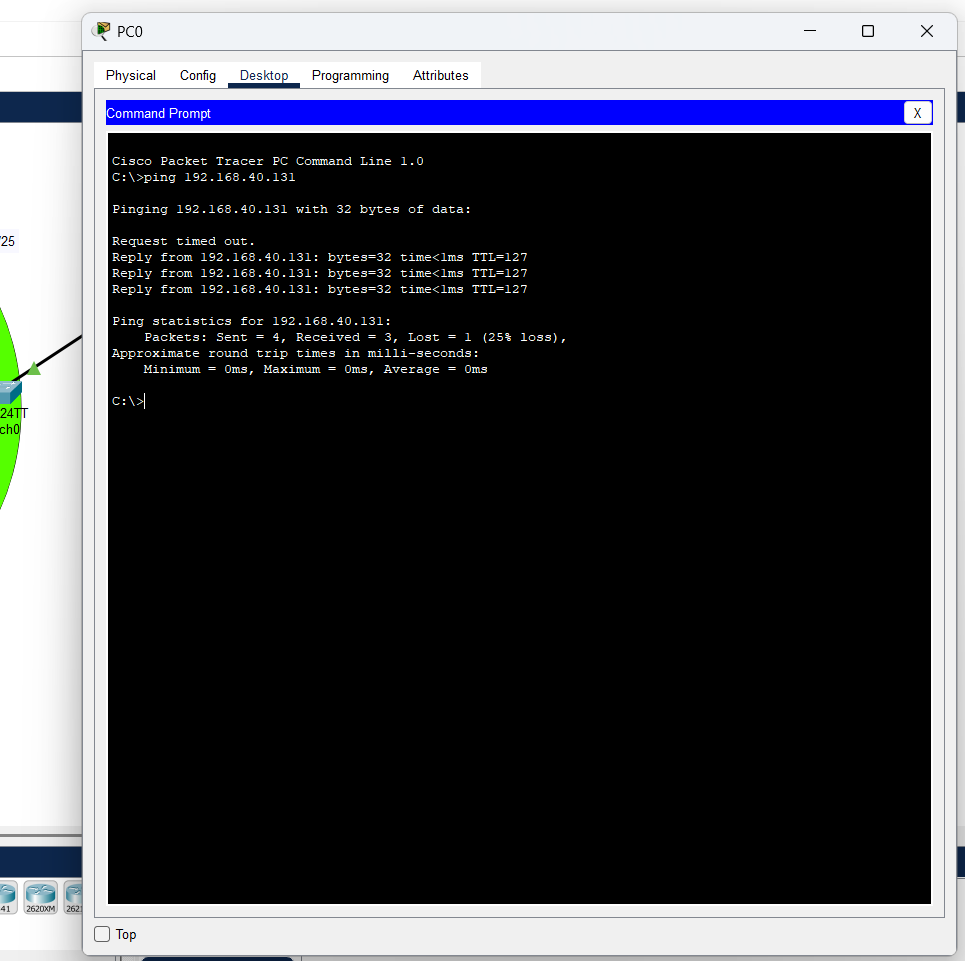 PC0
Physical Config Desktop Programming Attributes
Command Prompt
X
Cisco Packet Tracer PC Command Line 1.0
C:\>ping 192.168.40.131
Pinging 192.168.40.131 with 32 bytes of data:
Request timed out.
Reply from 192.168.40.131: bytes=32 time<1ms TTL=127
Reply from 192.168.40.131: bytes=32 time<1ms TTL=127
Reply from 192.168.40.131: bytes=32 time<1ms TTL=127
Ping statistics for 192.168.40.131:
Packets: Sent = 4, Received = 3, Lost = 1 (25% loss),
Approximate round trip times in milli-seconds:
Minimum = 0ms, Maximum = 0ms, Average = 0ms
C:\>
Top
/25
24TT
ch0
41
2620XM
262